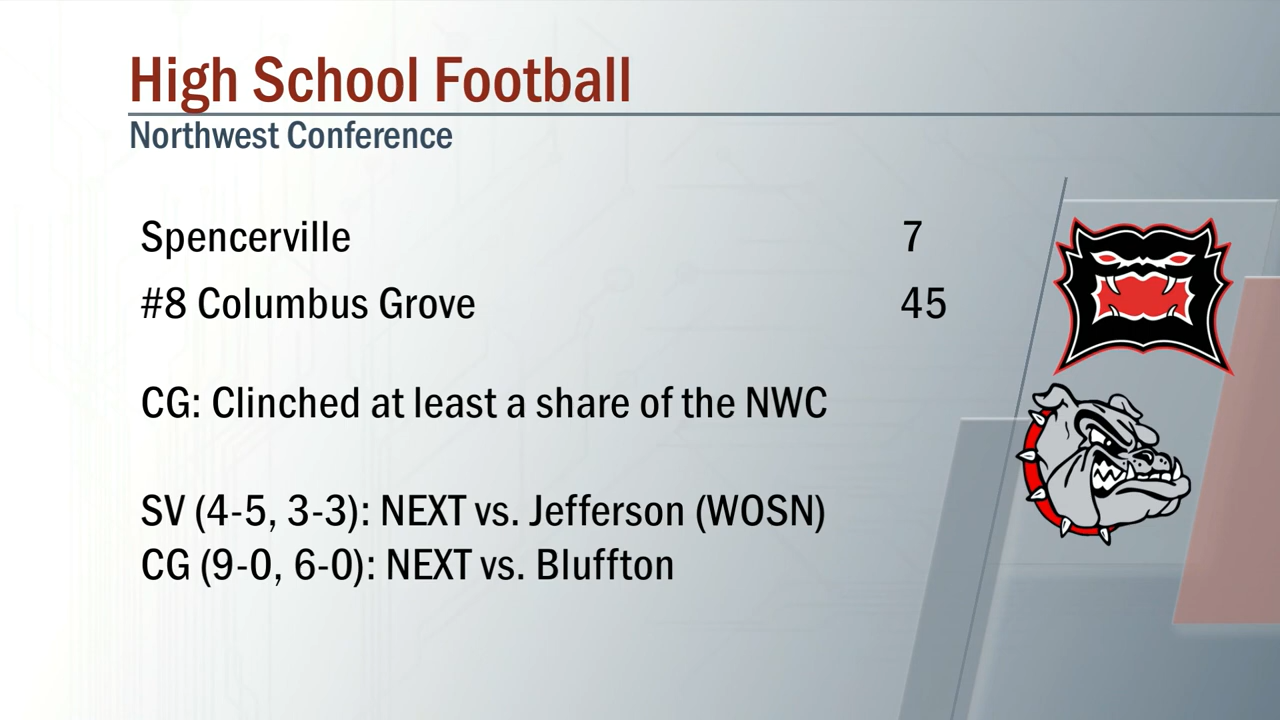 High School Football
Northwest Conference
Spencerville 7
#8 Columbus Grove 45
CG: Clinched at least a share of the NWC
SV (4-5, 3-3): NEXT vs. Jefferson (WOSN)
CG (9-0, 6-0): NEXT vs. Bluffton